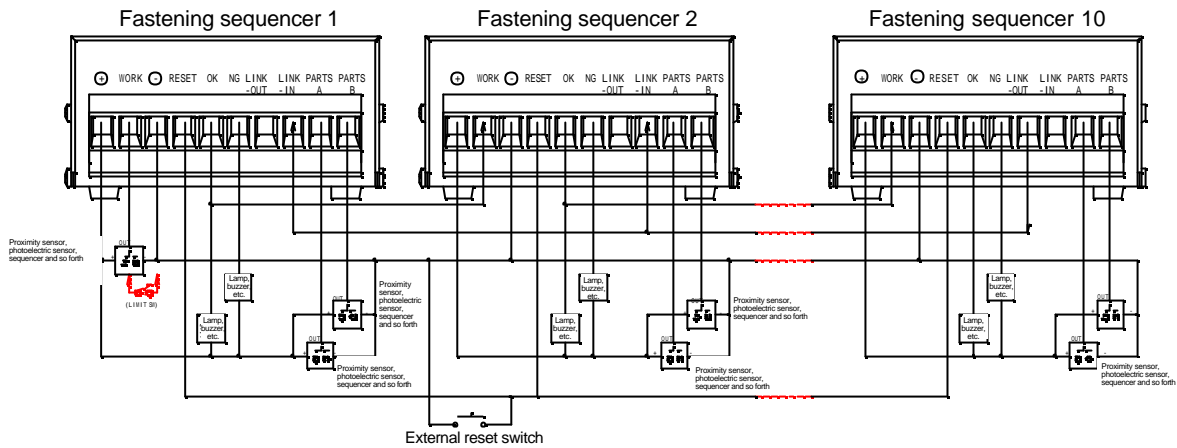 Fastening sequencer 1
Fastening sequencer 2
Fastening sequencer 10
+ WORK - RESET OK NG LINK LINK PARTS PARTS
-OUT -IN A B
+ WORK - RESET OK NG LINK LINK PARTS PARTS
-OUT -IN A B
+ WORK - RESET OK NG LINK LINK PARTS PARTS
-OUT -IN A B
Proximity sensor,
photoelectric sensor,
sequencer and so forth
OUT
+
-
(LIMIT S)
Lamp,
buzzer,
etc.
Lamp,
buzzer,
etc.
OUT
+
-
Proximity
sensor,
photoelectric
sensor,
sequencer
and so forth
OUT
+
-
Proximity sensor,
photoelectric sensor,
sequencer and so forth
Lamp,
buzzer,
etc.
Lamp,
buzzer,
etc.
OUT
+
-
Proximity sensor,
photoelectric sensor,
sequencer and so forth
OUT
+
-
Proximity sensor,
photoelectric sensor,
sequencer and so forth
Lamp,
buzzer,
etc.
Lamp,
buzzer,
etc.
OUT
+
-
OUT
+
-
Proximity sensor,
photoelectric sensor,
sequencer and so forth
External reset switch